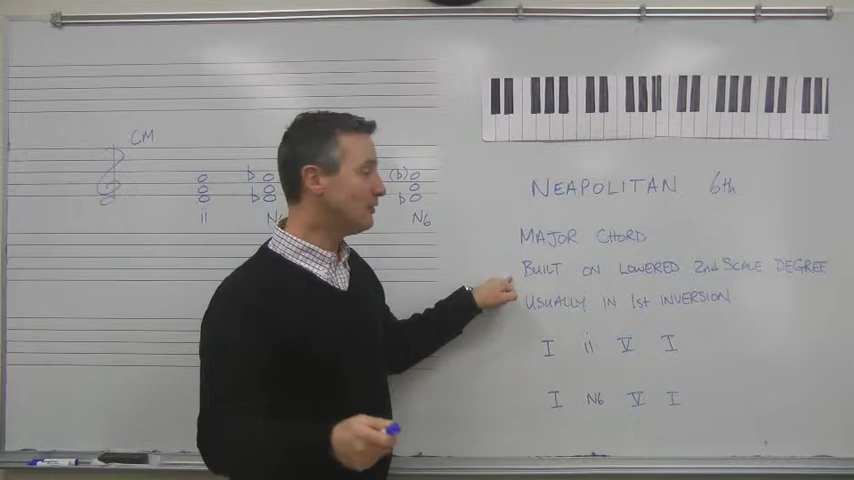 CM
ii
N6
N6
NEAPOLITAN 6th
MAJOR CHORD
BUILT ON LOWERED 2nd SCALE DEGREE
USUALLY IN 1st INVERSION
I ii V I
I N6 V I